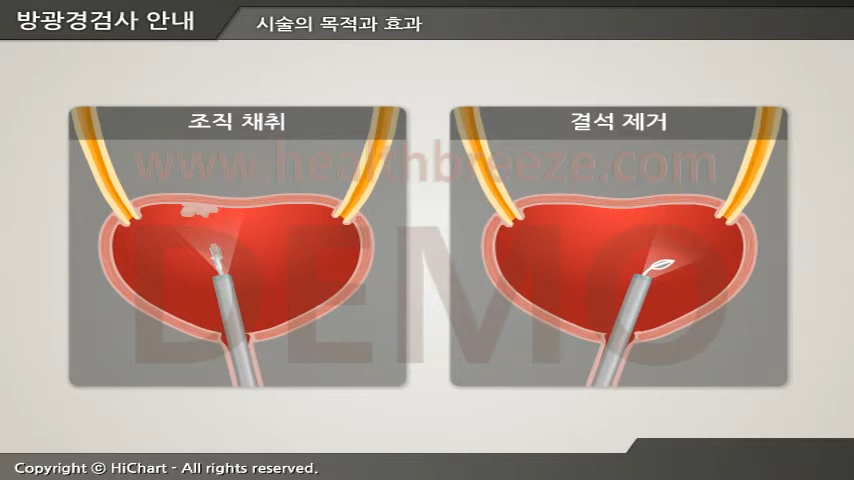 방광경검사 안내
시술의 목적과 효과
조직 채취
결석 제거
www.healthbreeze.com
DEMO
Copyright ⓒ HiChart - All rights reserved.